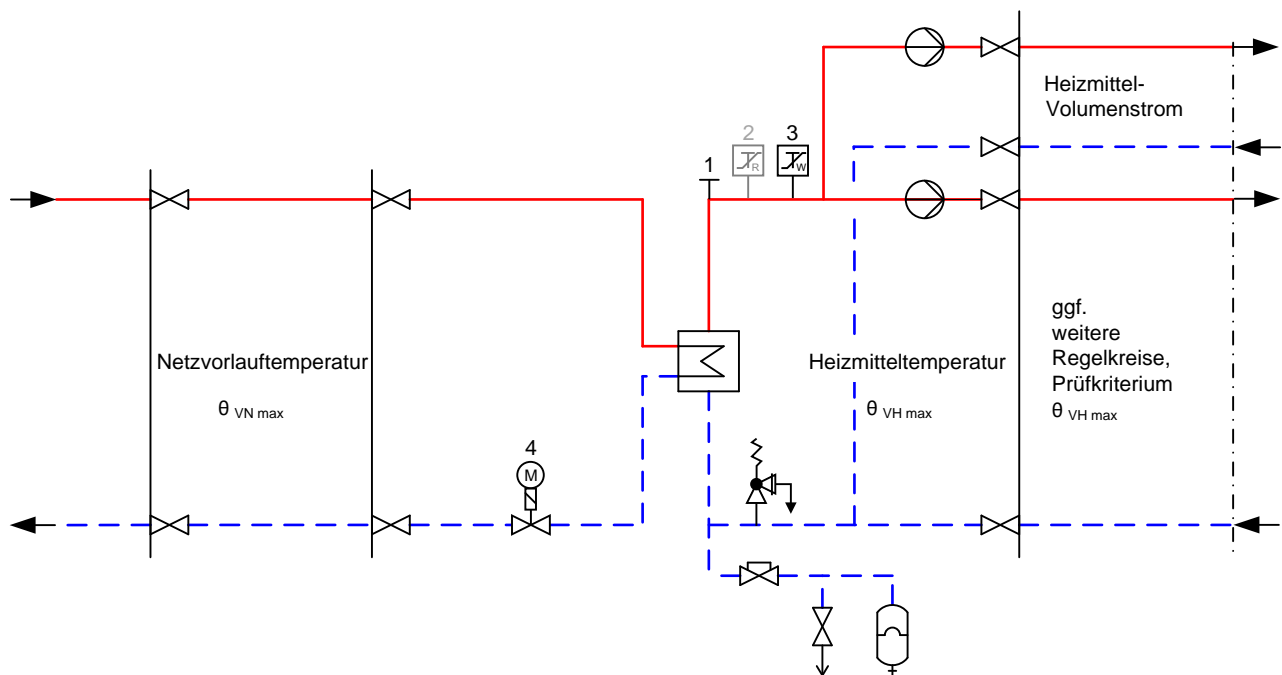 Heizmittel-
Volumenstrom
2
3
R
W
1
Netzvorlauftemperatur
θ VN max
Heizmitteltemperatur
θ VH max
ggf.
weitere
Regelkreise,
Prüfkriterium
θ VH max
4
M